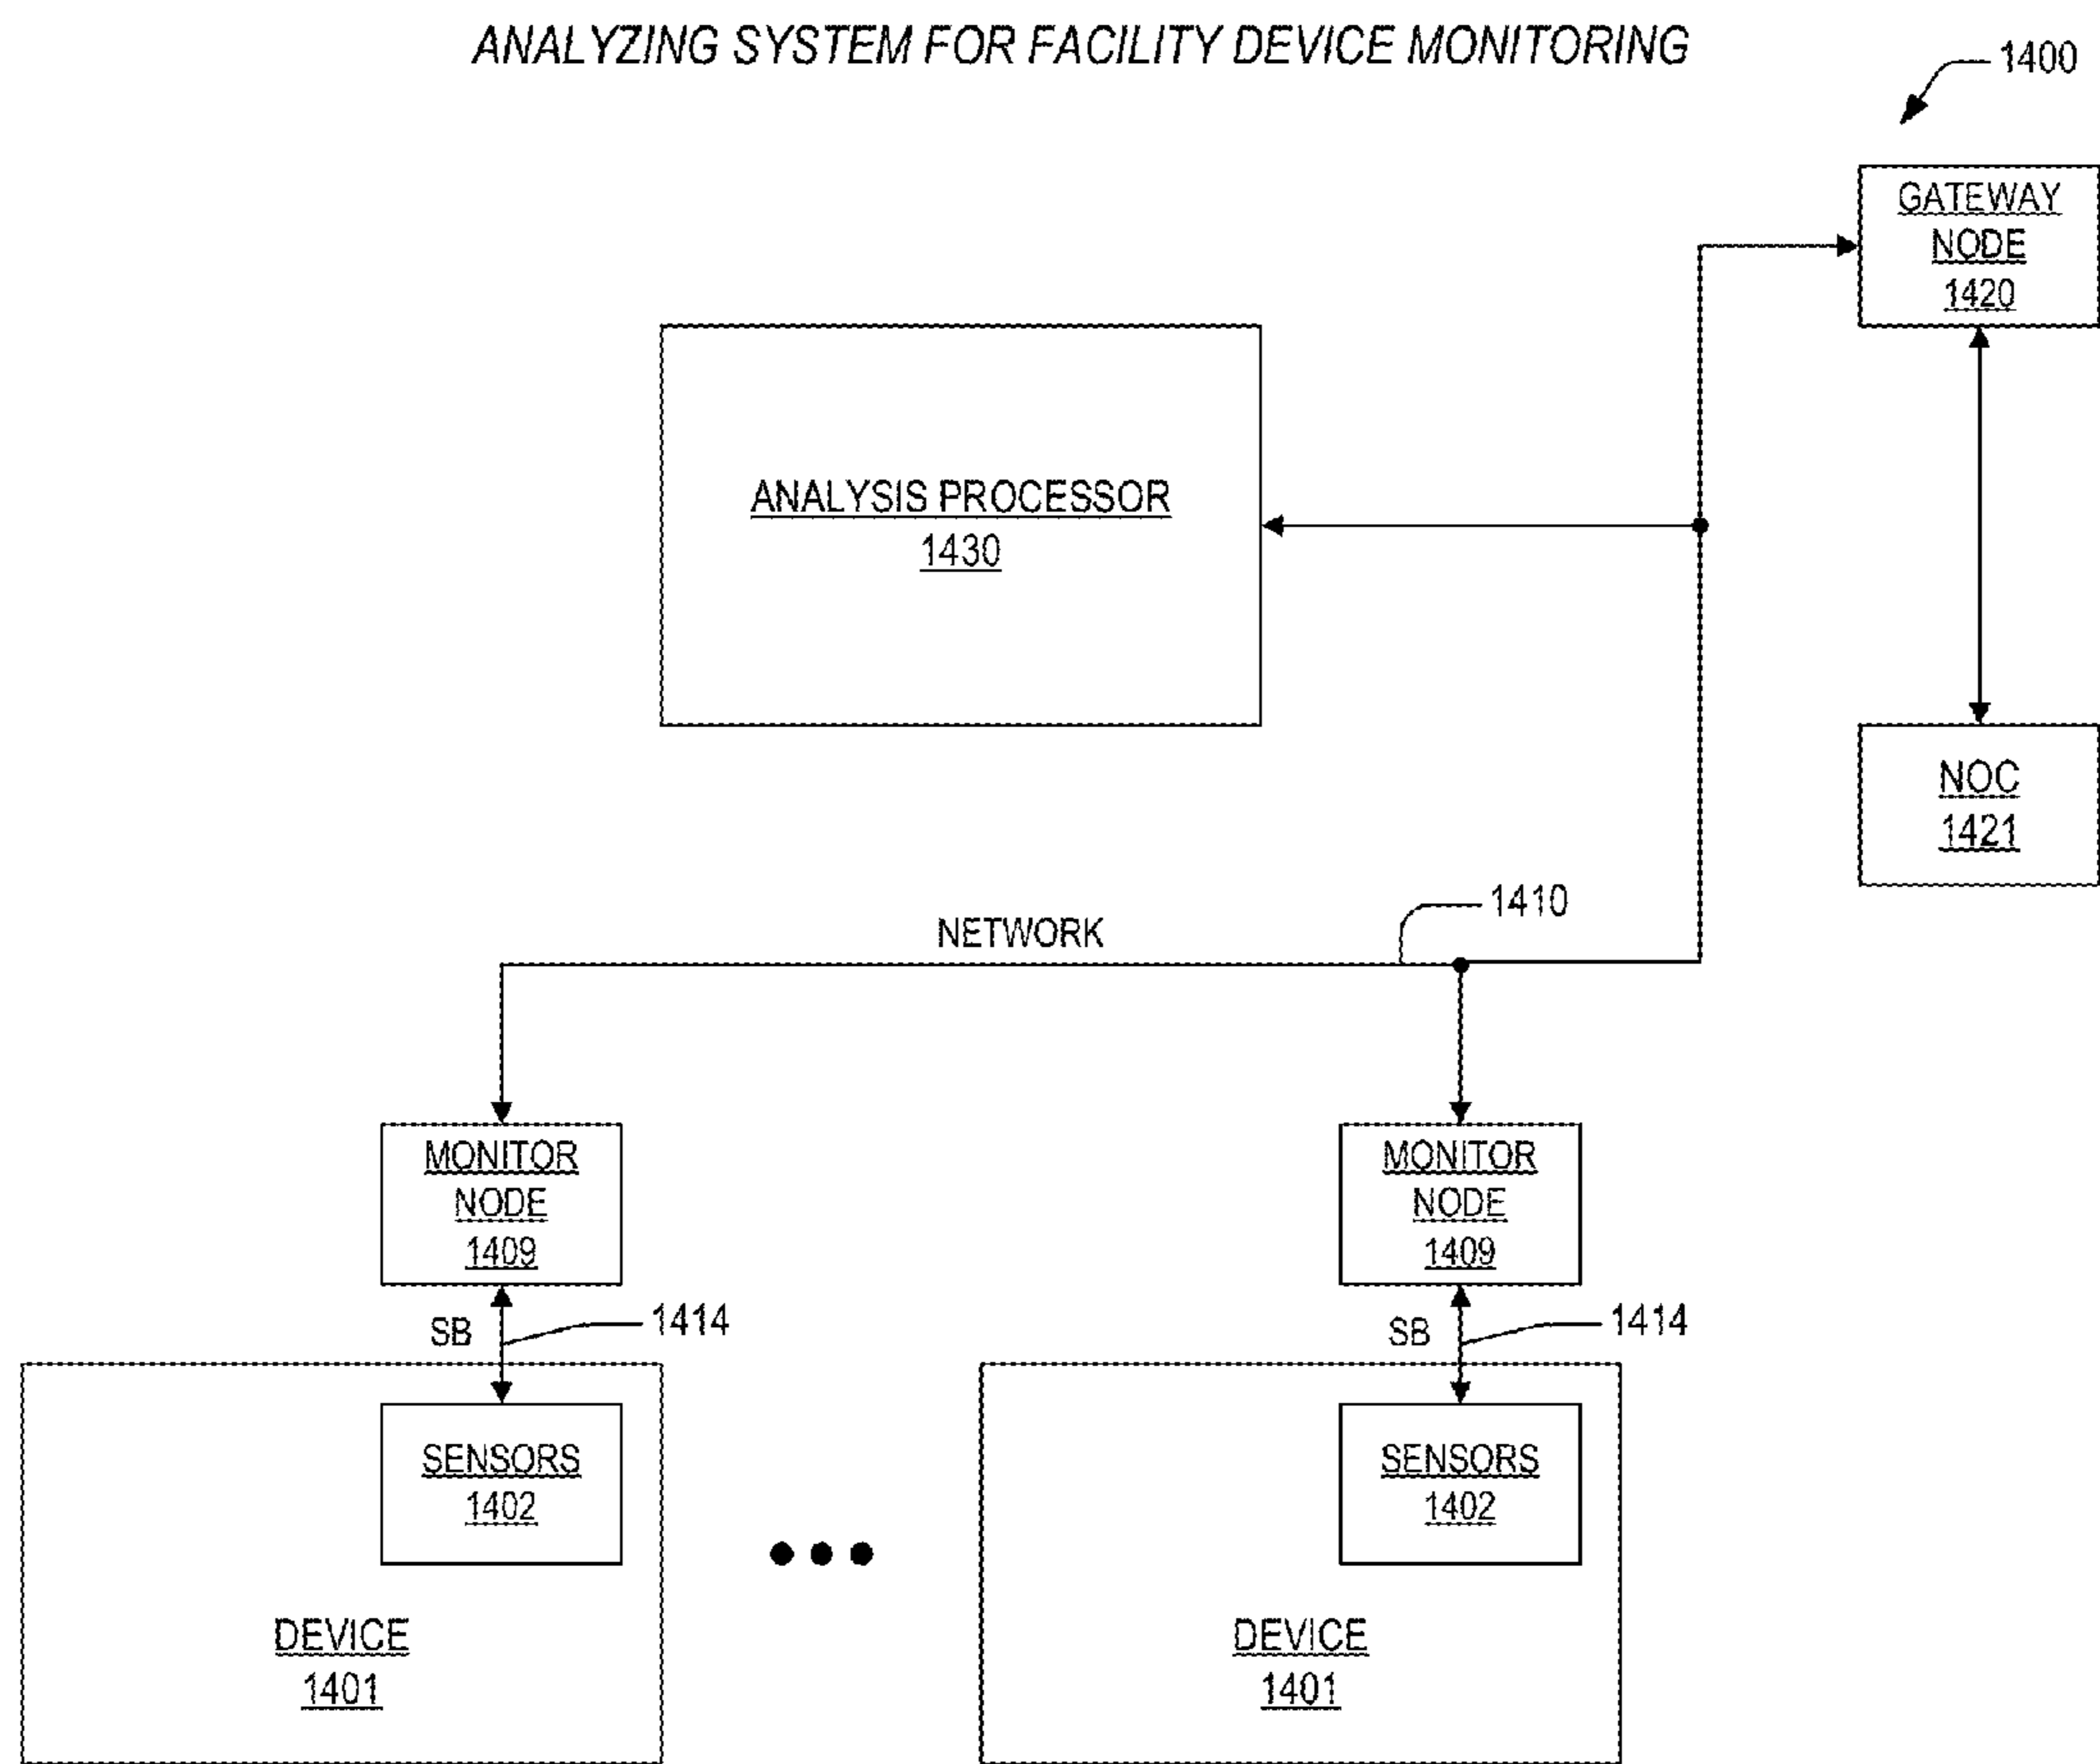 ANALYZING SYSTEM FOR FACILITY DEVICE MONITORING
1400
GATEWAY
NODE
1420
ANALYSIS PROCESSOR
1430
NOC
1421
1410
NETWORK
MONITOR
NODE
1409
MONITOR
NODE
1409
SB
1414
SB
1414
SENSORS
1402
SENSORS
1402
DEVICE
1401
DEVICE
1401